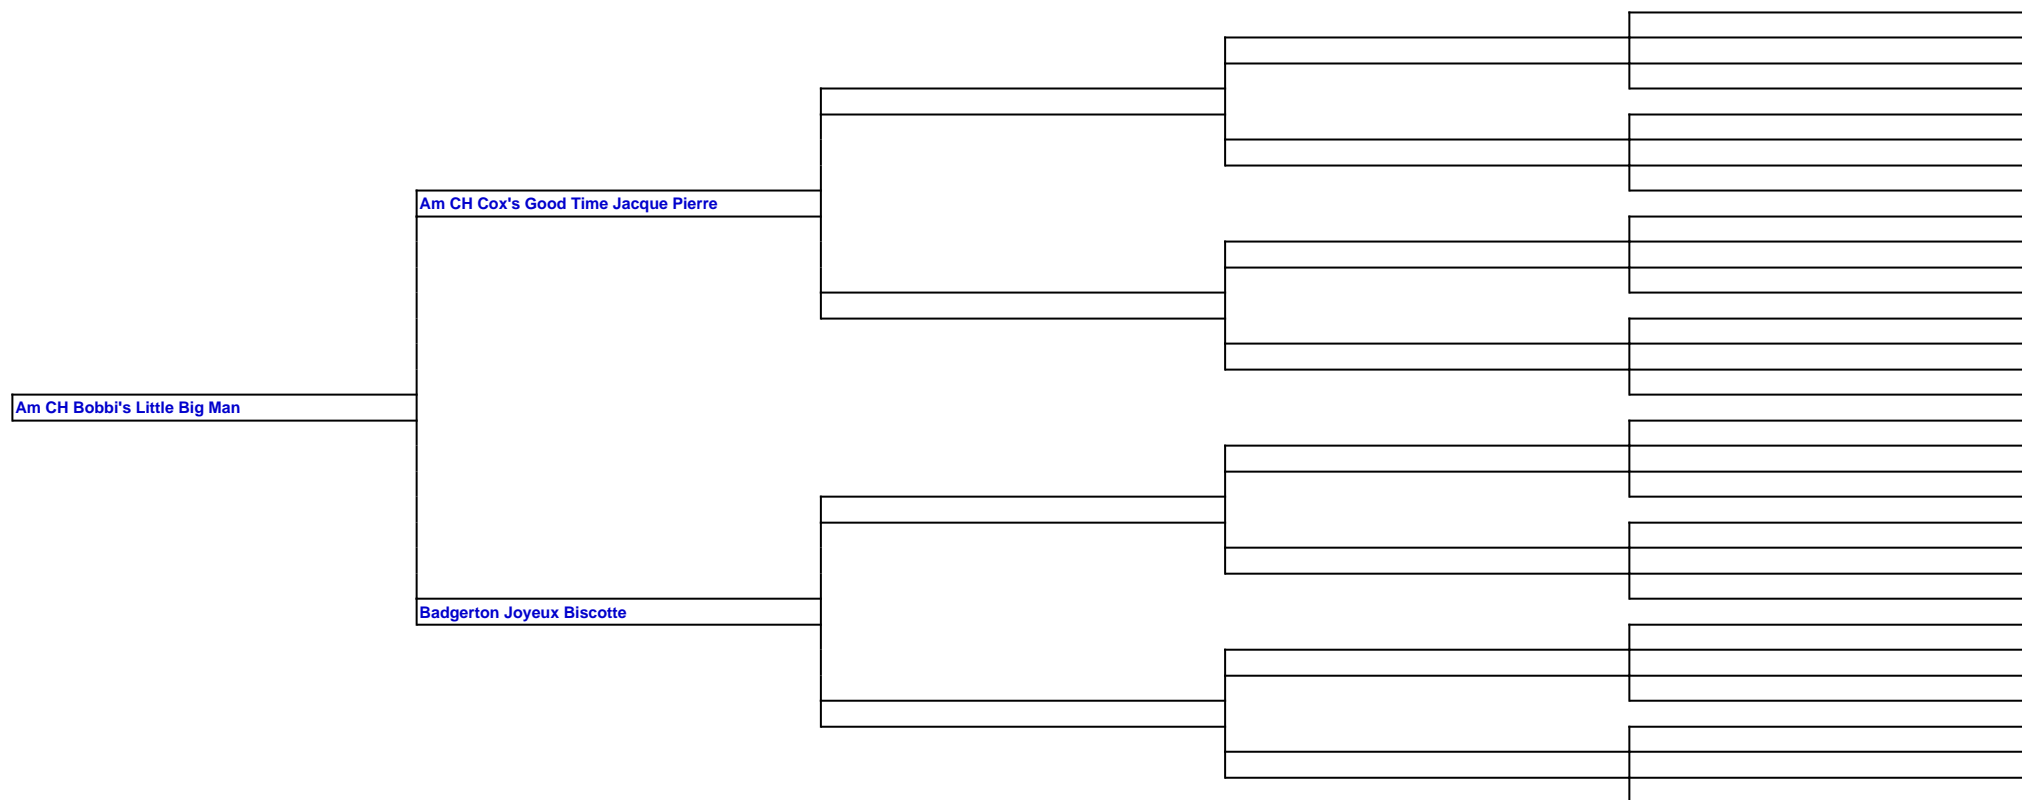 Am CH Cox's Good Time Jacque Pierre
Am CH Bobbi's Little Big Man
Badgerton Joyeux Biscotte